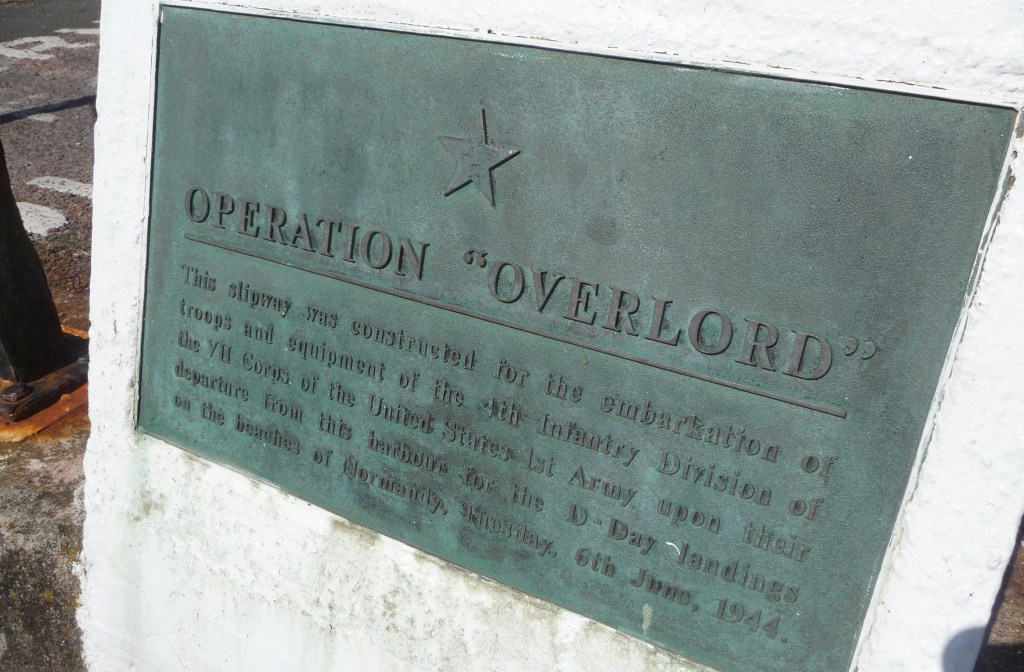 OPERATION “OVERLORD”
This slipway was constructed for the embarkation of
troops and equipment of the 4th Infantry Division of
the VII Corps of the United States 1st Army upon their
departure from this harbour for the D-Day landings
on the beaches of Normandy, Tuesday, 6th June, 1944.